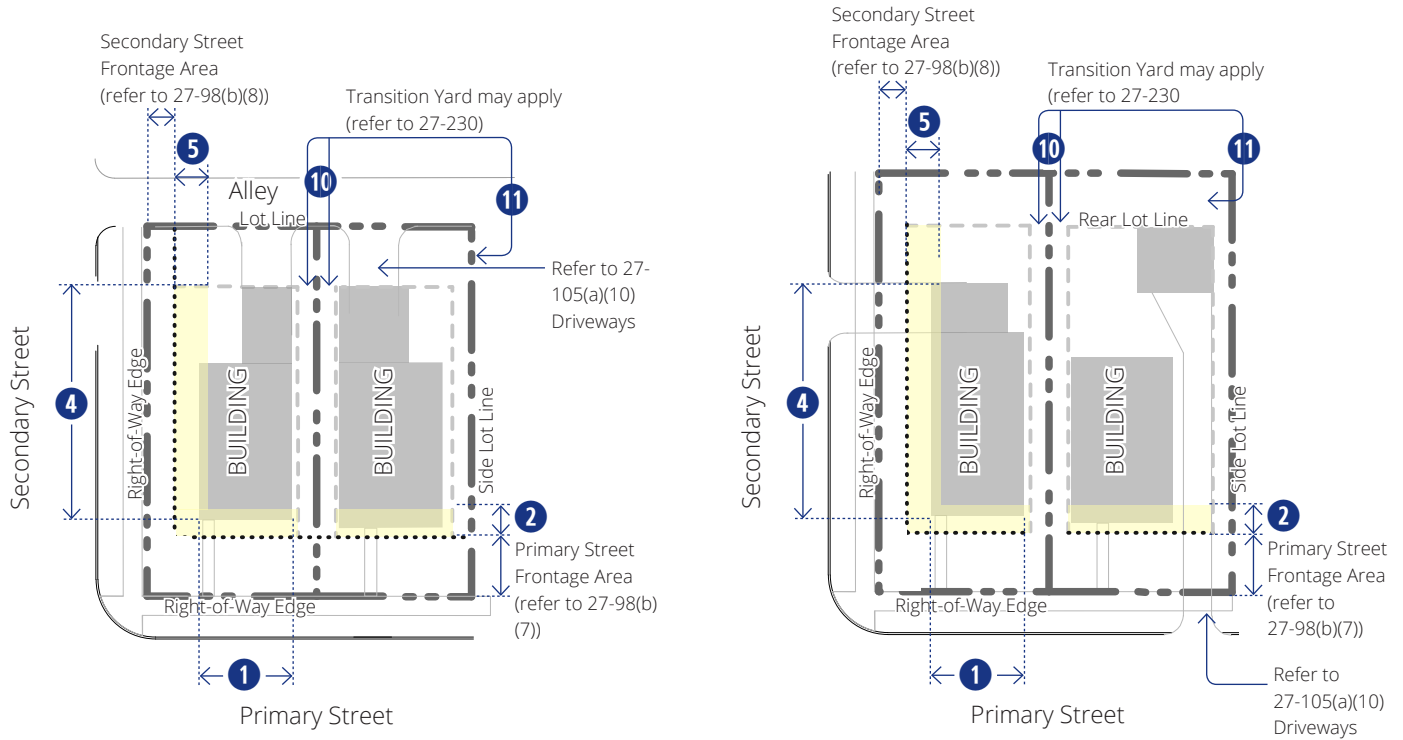 Secondary Street
Frontage Area
(refer to 27-98(b)(8))
Transition Yard may apply
(refer to 27-230)
5
10
11
Alley
Lot Line
Refer to 27-
105(a)(10)
Driveways
Secondary Street
4
Right-of-Way Edge
BUILDING
BUILDING
Side Lot Line
2
Primary Street
Frontage Area
(refer to 27-98(b)
(7))
Right-of-Way Edge
1
Primary Street
Secondary Street
Frontage Area
(refer to 27-98(b)(8))
Transition Yard may apply
(refer to 27-230
5
10
11
Rear Lot Line
Secondary Street
4
Right-of-Way Edge
BUILDING
BUILDING
Side Lot Line
2
Primary Street
Frontage Area
(refer to
27-98(b)(7))
Right-of-Way Edge
1
Refer to
27-105(a)(10)
Driveways
Primary Street